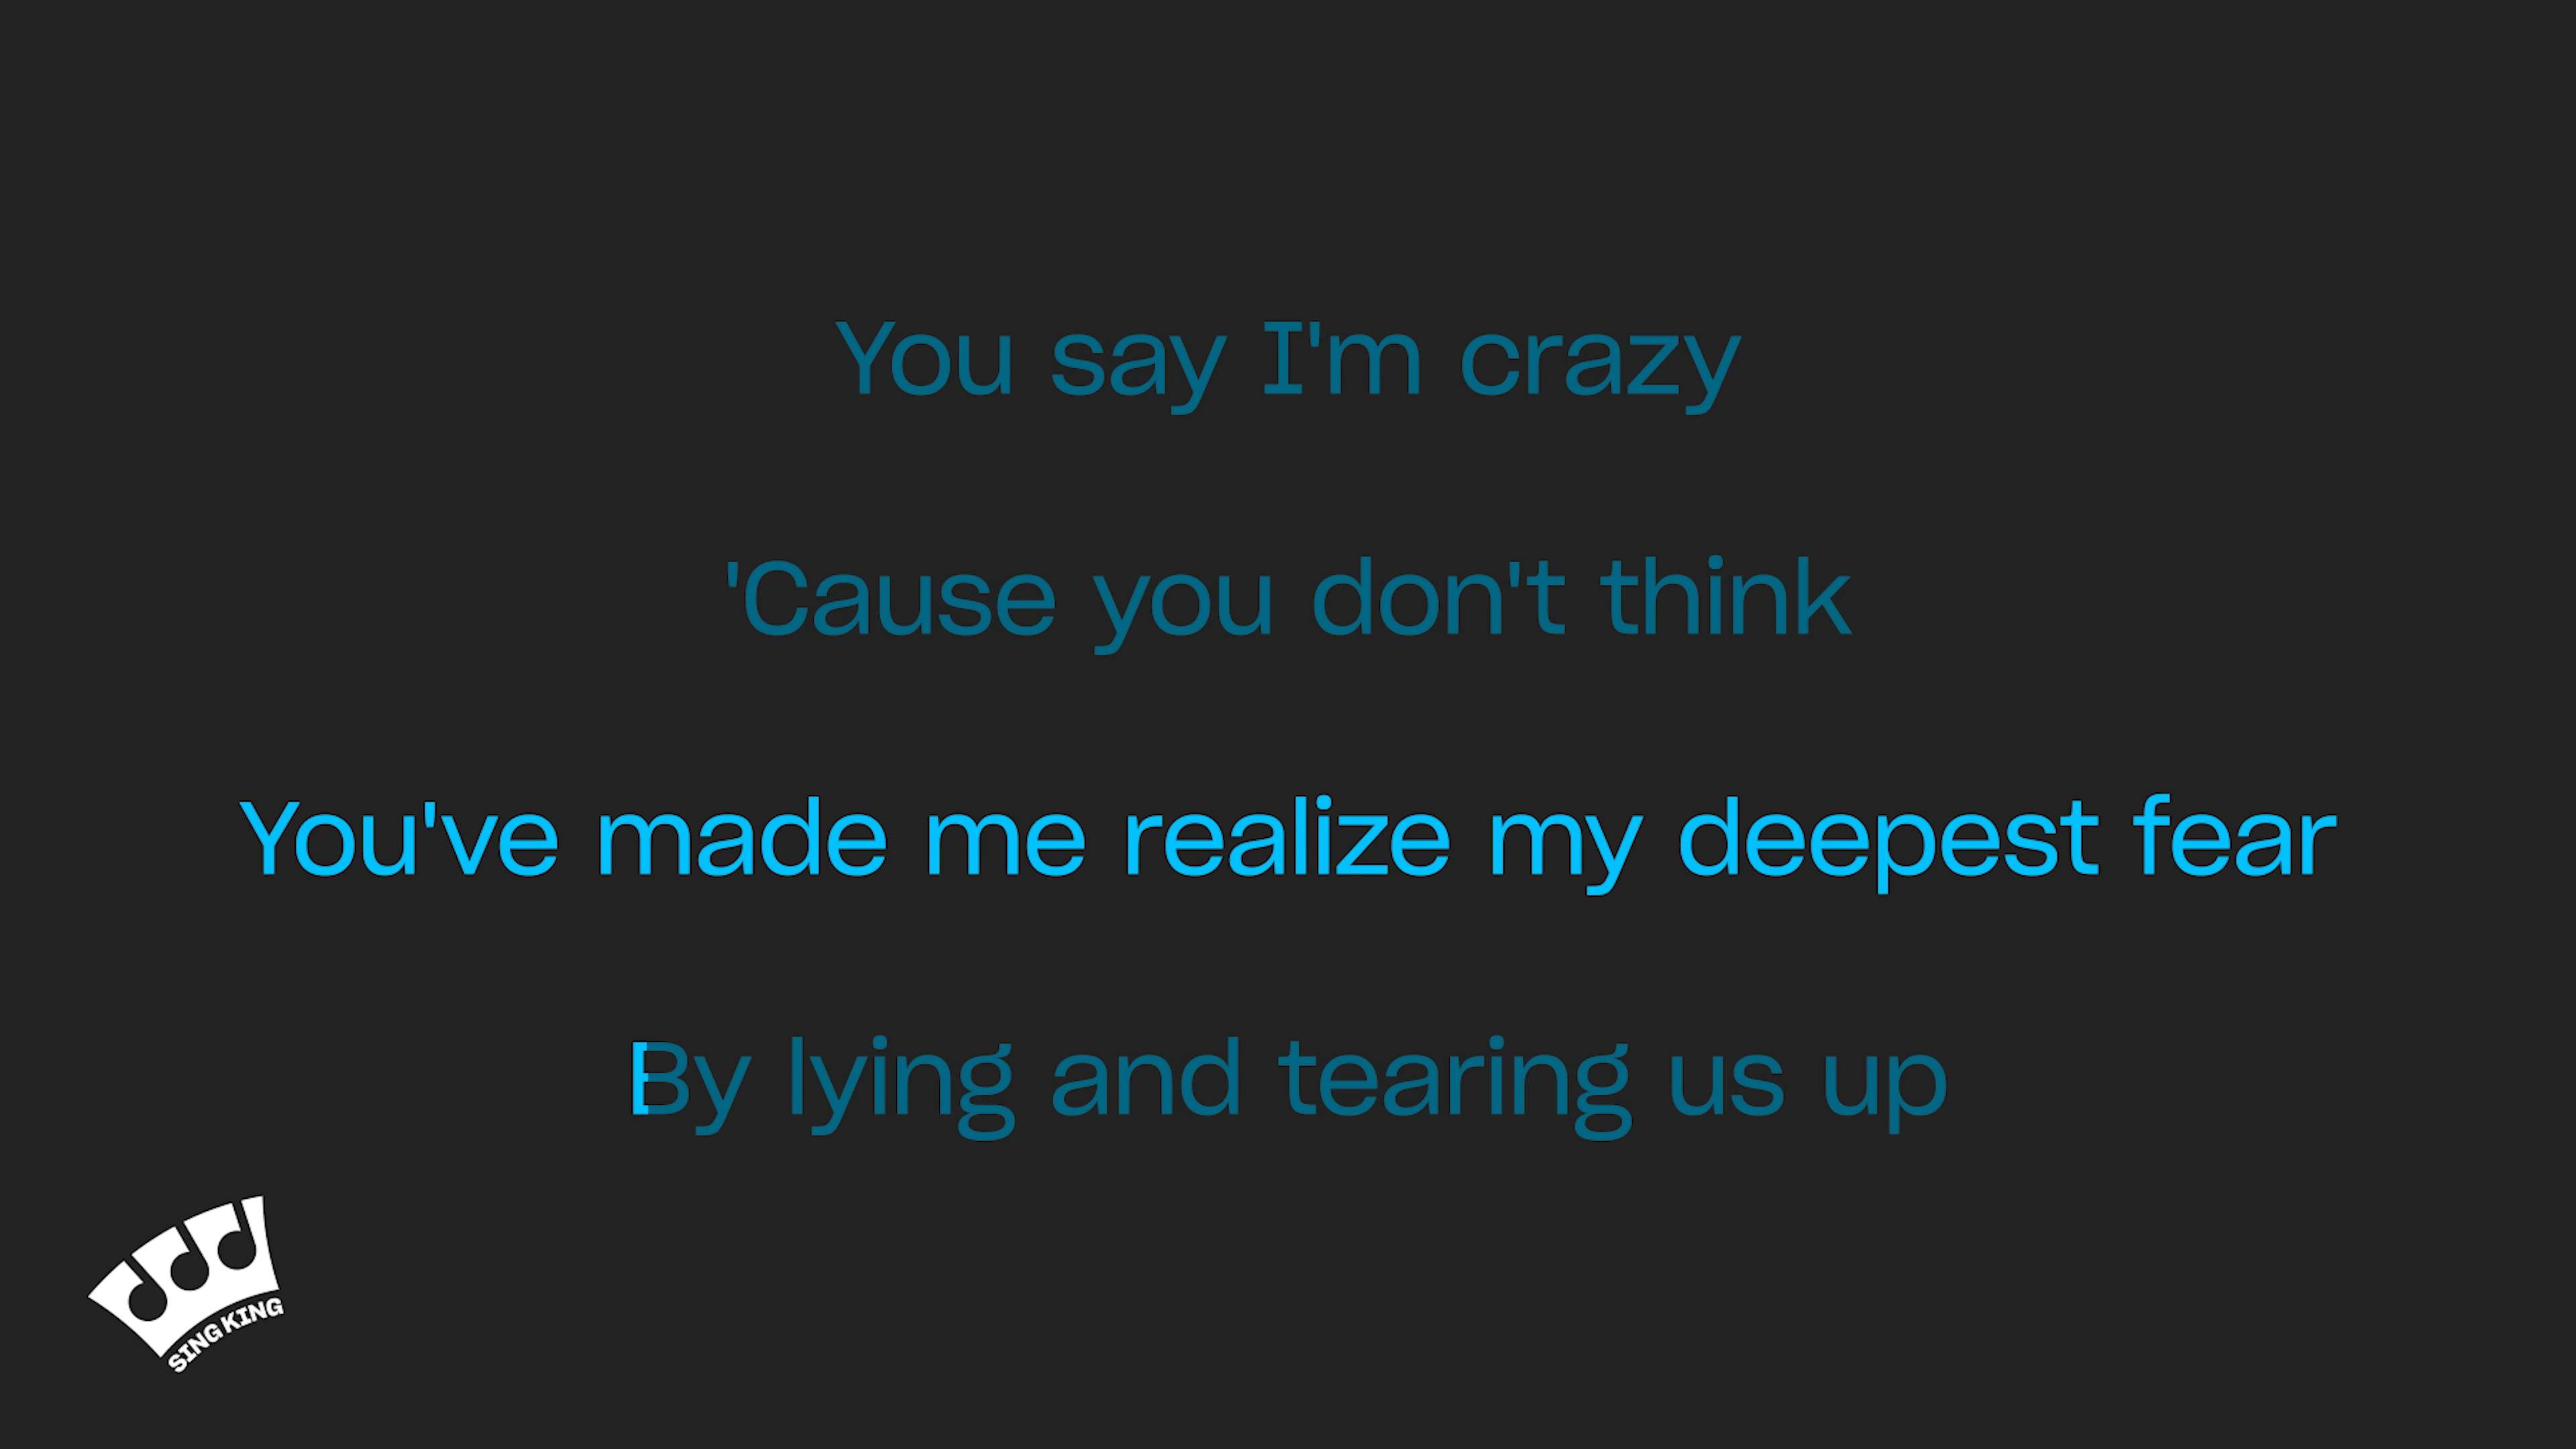 You say I'm crazy
'Cause you don't think
You've made me realize my deepest fear
By lying and tearing us up
SING KING